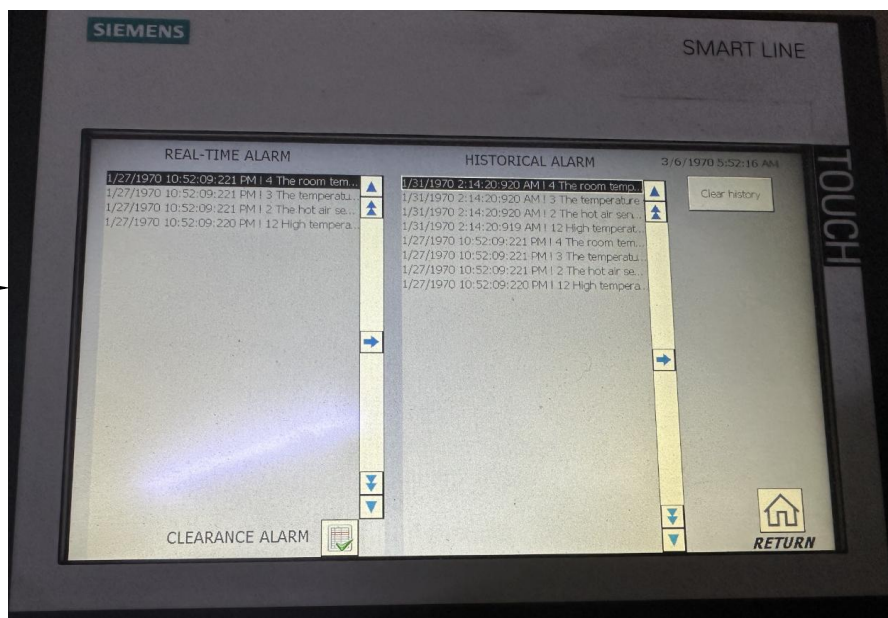 SIEMENS
SMART LINE
TOUCH
REAL-TIME ALARM
1/27/1970 10:52:09:221 PM ! 4 The room tem...
1/27/1970 10:52:09:221 PM ! 3 The temperatu...
1/27/1970 10:52:09:221 PM ! 2 The hot air se...
1/27/1970 10:52:09:220 PM ! 12 High tempera...
CLEARANCE ALARM
HISTORICAL ALARM
1/31/1970 2:14:20:920 AM ! 4 The room temp...
1/31/1970 2:14:20:920 AM ! 3 The temperature
1/31/1970 2:14:20:920 AM ! 2 The hot air sen...
1/31/1970 2:14:20:919 AM ! 12 High temperat...
1/27/1970 10:52:09:221 PM ! 4 The room tem...
1/27/1970 10:52:09:221 PM ! 3 The temperatu...
1/27/1970 10:52:09:221 PM ! 2 The hot air se...
1/27/1970 10:52:09:220 PM ! 12 High tempera...
3/6/1970 5:52:16 AM
Clear history
RETURN